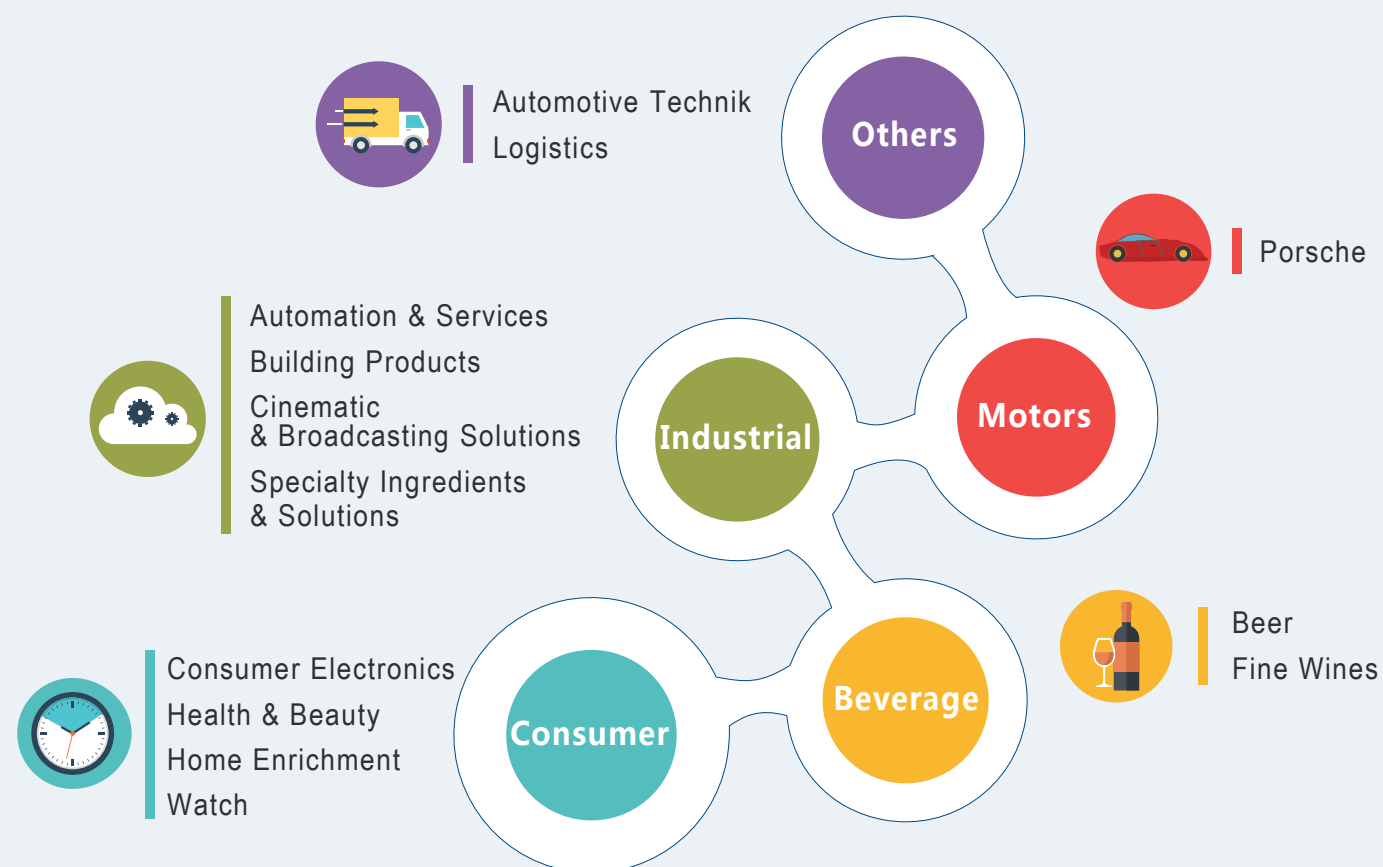 Automotive Technik
Logistics
Others
Porsche
Automation & Services
Building Products
Cinematic
& Broadcasting Solutions
Specialty Ingredients
& Solutions
Industrial
Motors
Beer
Fine Wines
Beverage
Consumer Electronics
Health & Beauty
Home Enrichment
Watch
Consumer